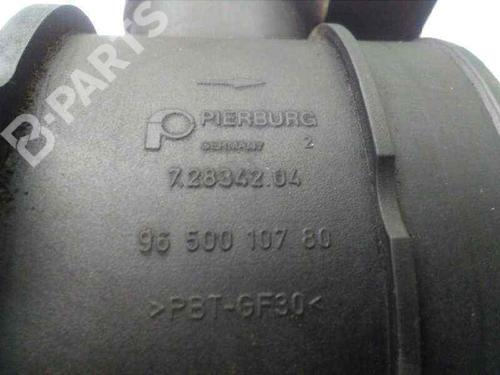 B-PARTS
PIERBURG
GERMANY 2
7.28342.04
96 500 107 80
>PBT-GF30<